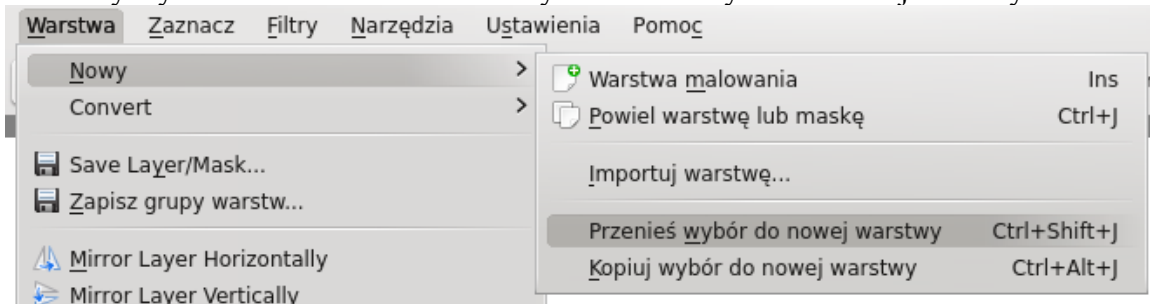 Warstwa Zaznacz Filtry Narzędzia Ustawienia Pomoc
Nowy
Convert
Save Layer/Mask...
Zapisz grupy warstw...
Mirror Layer Horizontally
Mirror Layer Vertically
Warstwa malowania Ins
Powiel warstwę lub maskę Ctrl+J
Importuj warstwę...
Przenieś wybór do nowej warstwy Ctrl+Shift+J
Kopiuj wybór do nowej warstwy Ctrl+Alt+J